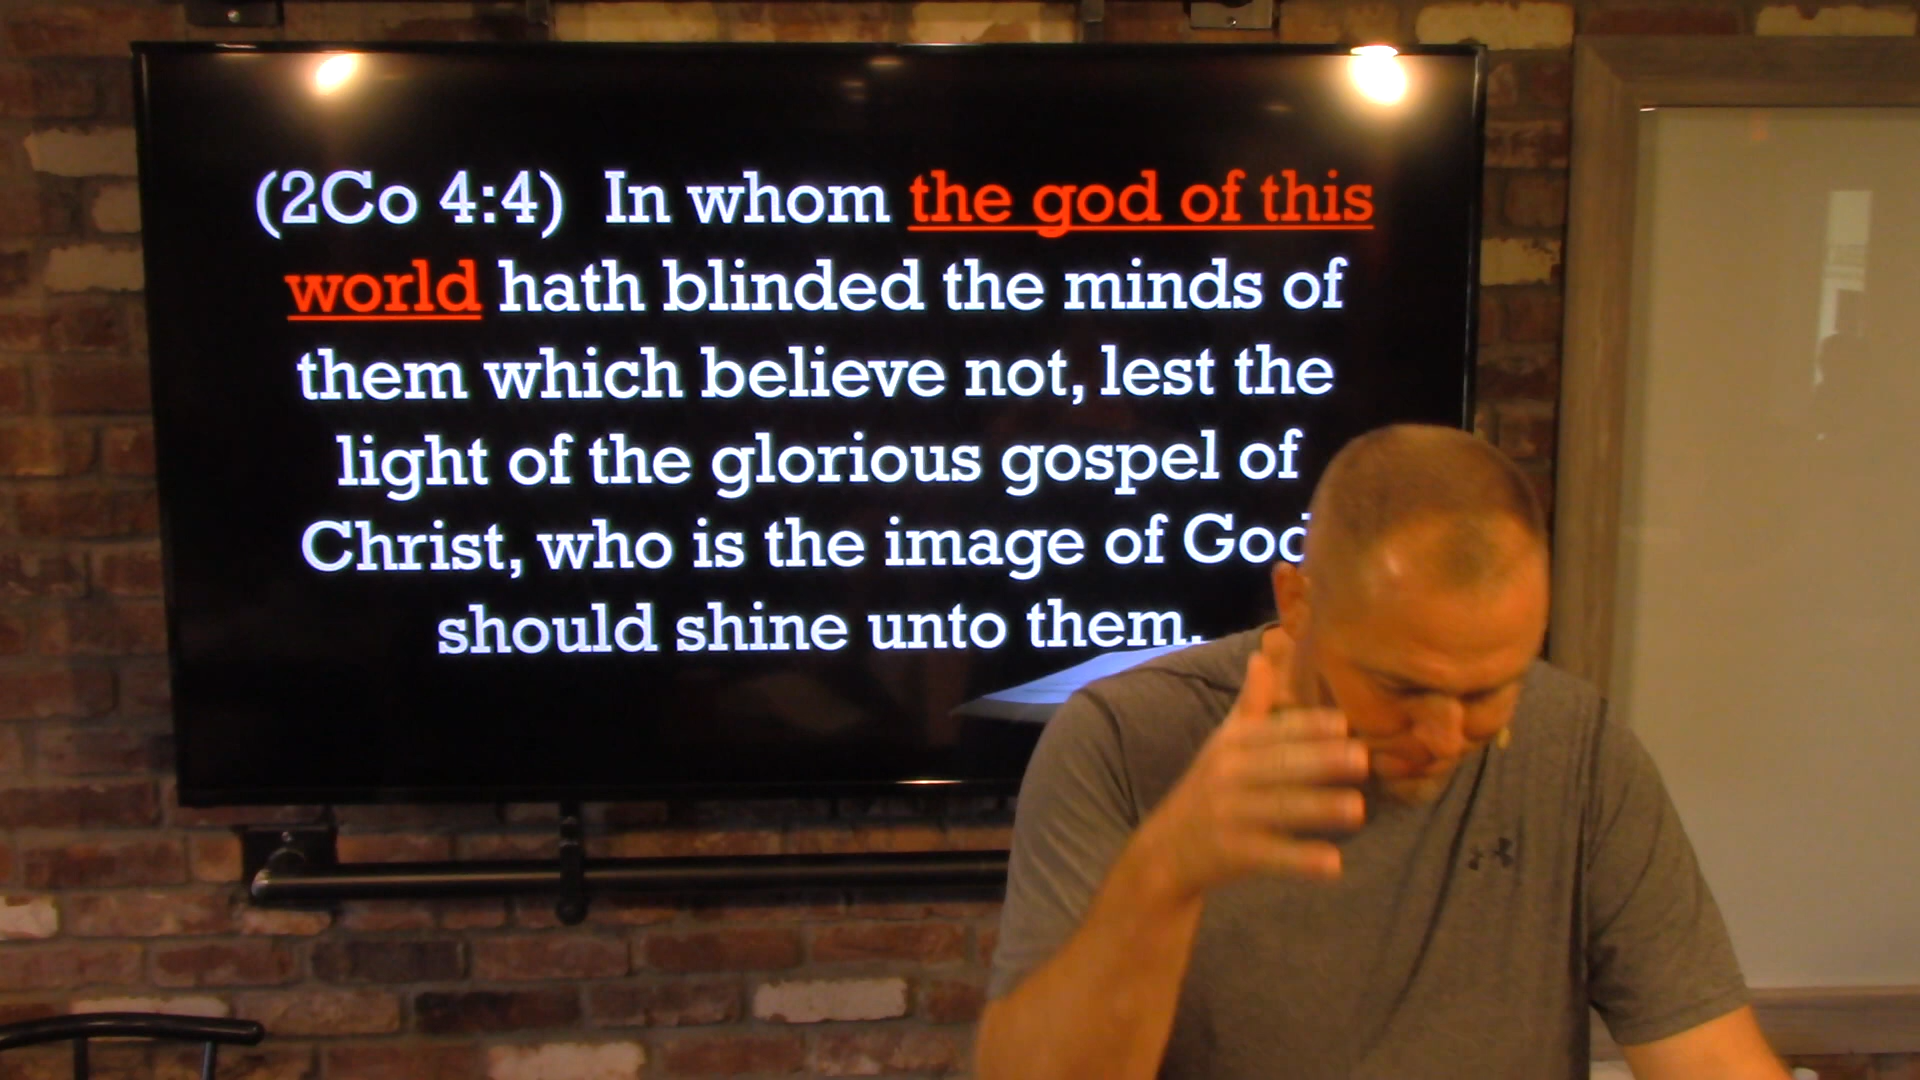 (2Co 4:4) In whom the god of this
world hath blinded the minds of
them which believe not, lest the
light of the glorious gospel of
Christ, who is the image of God
should shine unto them.